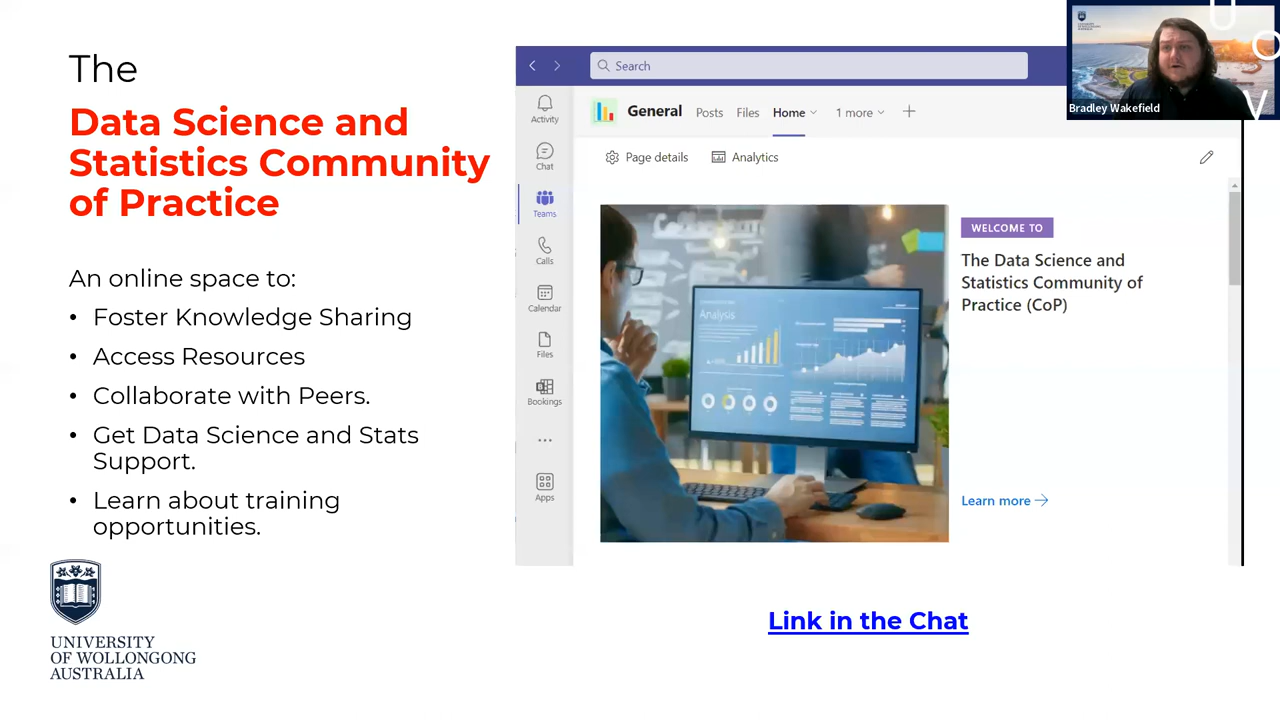 The
Data Science and
Statistics Community
of Practice
An online space to:
• Foster Knowledge Sharing
• Access Resources
• Collaborate with Peers.
• Get Data Science and Stats
Support.
• Learn about training
opportunities.
UNIVERSITY
OF WOLLONGONG
AUSTRALIA
Search
Activity
Chat
Teams
Calls
Calendar
Files
Bookings
Apps
General Posts Files Home 1 more
Page details Analytics
Analysis
WELCOME TO
The Data Science and
Statistics Community of
Practice (CoP)
Learn more
Link in the Chat
Bradley Wakefield
U
O